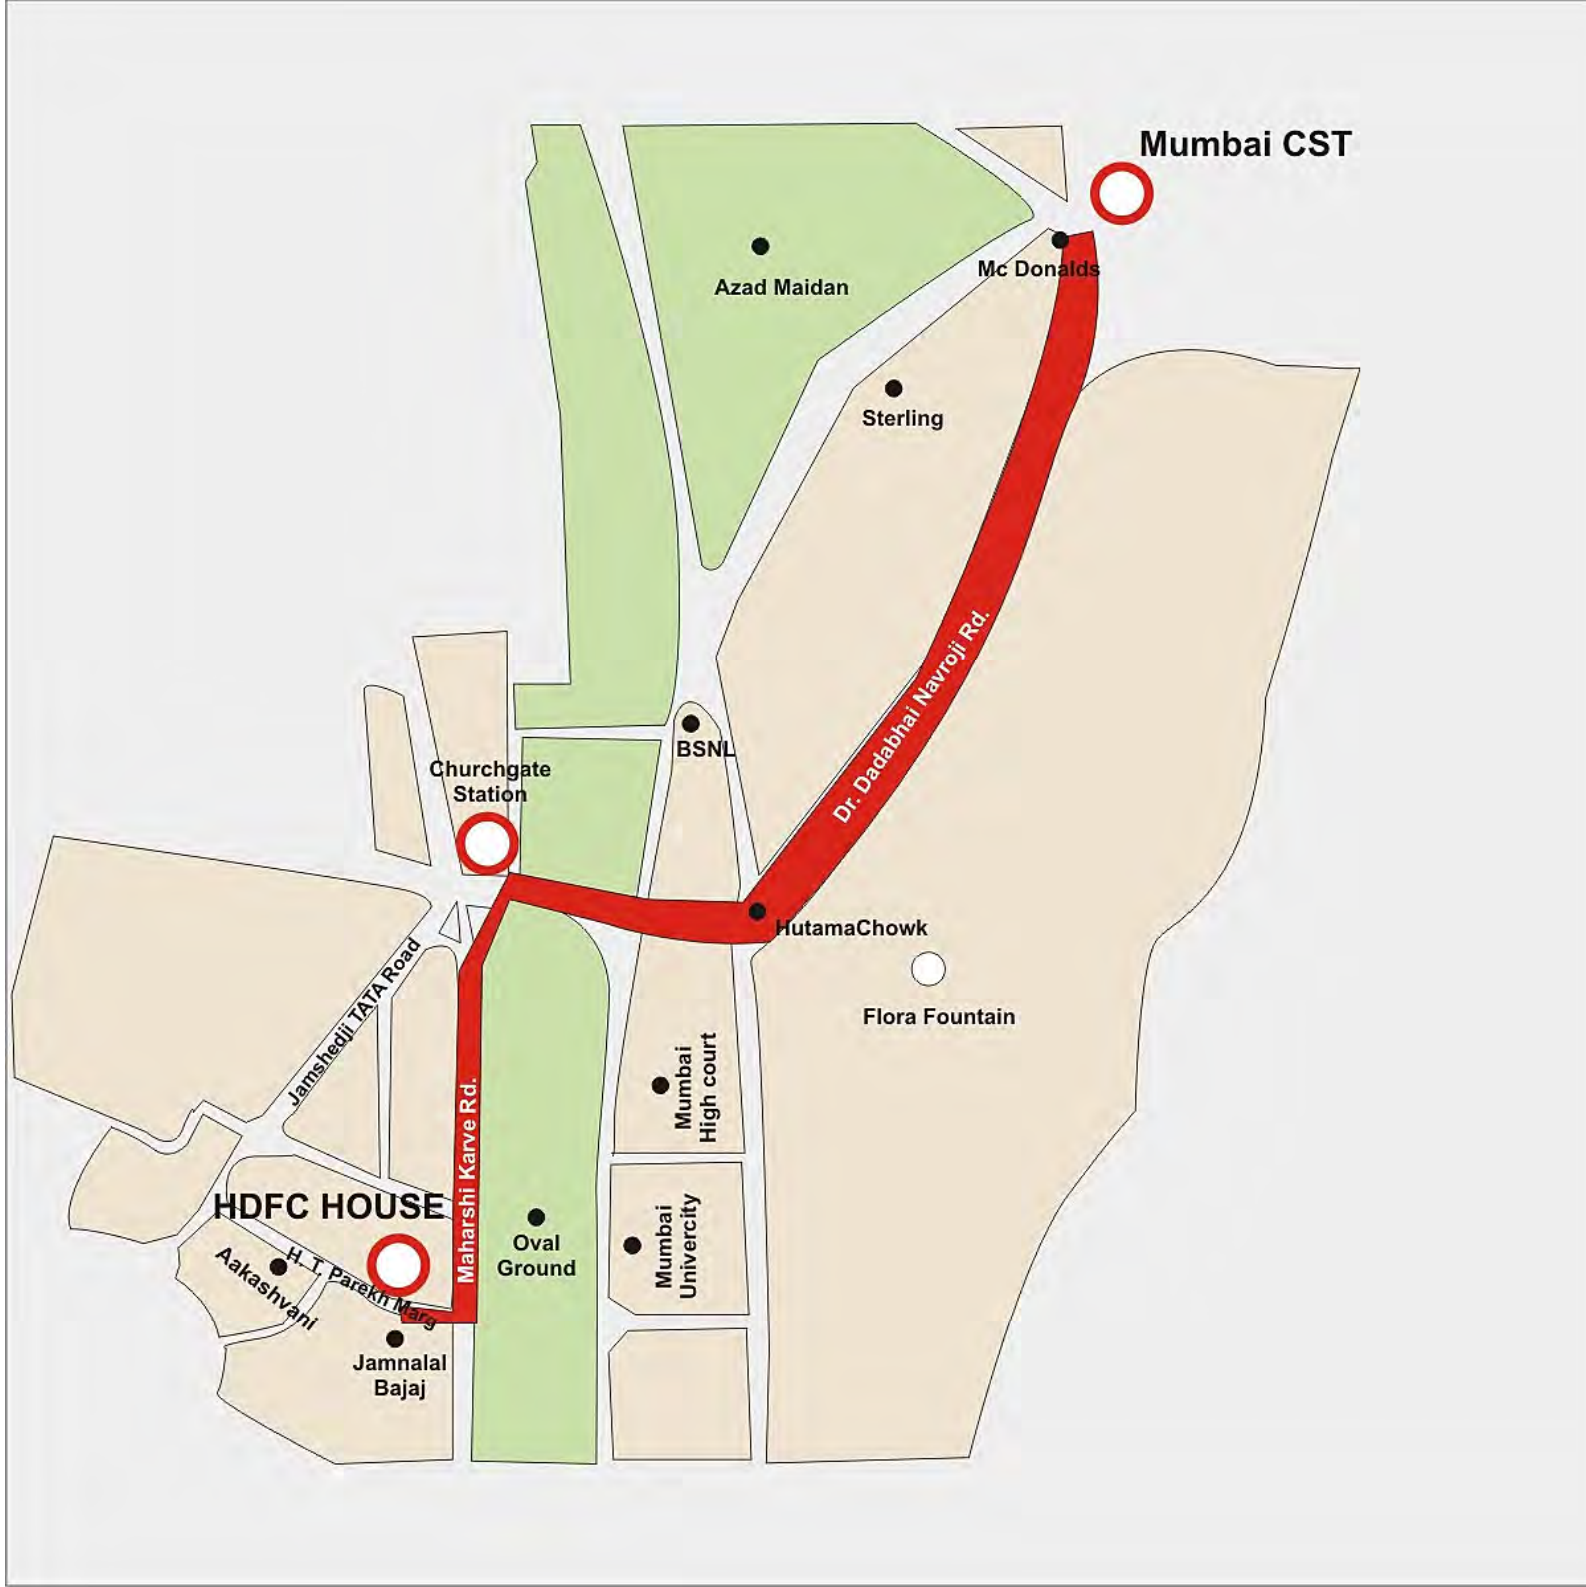 Mumbai CST
Mc Donalds
Azad Maidan
Sterling
Dr. Dadabhai Navroji Rd.
BSNL
Churchgate
Station
HutamaChowk
Flora Fountain
Jamshedji TATA Road
Mumbai
High court
Maharshi Karve Rd.
HDFC HOUSE
Mumbai
Univercity
Oval
Ground
H. T. Parekh Marg
Aakashvani
Jamnalal
Bajaj